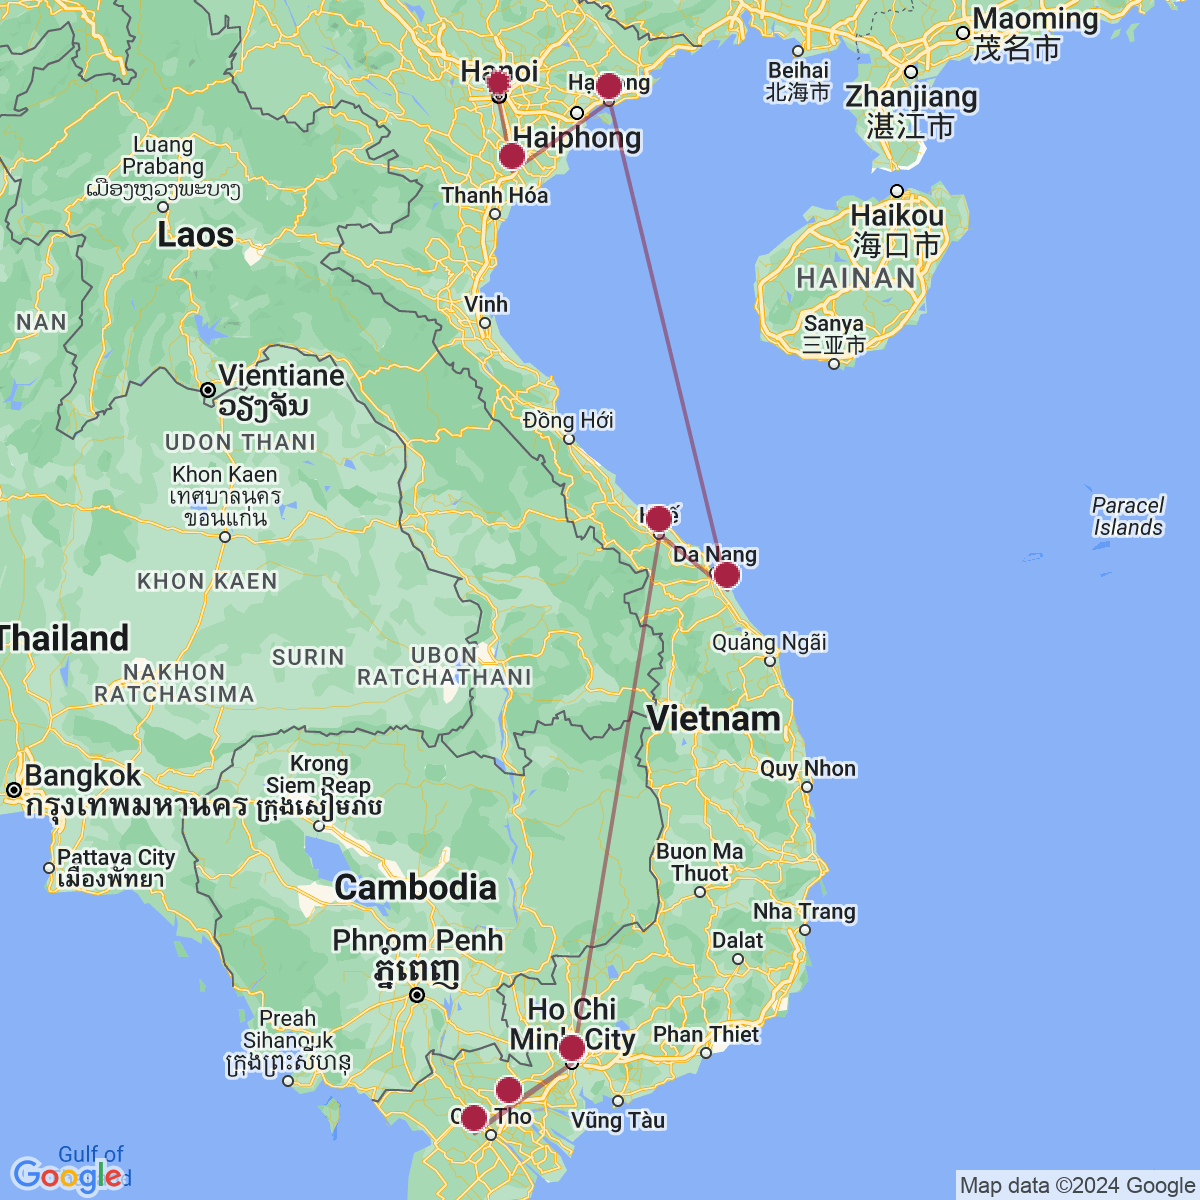 Maoming
茂名市
Hanoi
Beihai
北海市
Zhanjiang
湛江市
Haiphong
Luang
Prabang
ເມືອງຫຼວງພະບາງ
Thanh Hóa
Haikou
海口市
Laos
HAINAN
Vinh
NAN
Sanya
三亚市
Vientiane
ວຽງຈັນ
Đồng Hới
UDON THANI
Khon Kaen
เทศบาลนคร
ขอนแก่น
Paracel
Islands
Da Nang
KHON KAEN
Thailand
Quảng Ngãi
SURIN
UBON
RATCHATHANI
NAKHON
RATCHASIMA
Vietnam
Krong
Siem Reap
ក្រុងសៀមរាប
Quy Nhon
Bangkok
กรุงเทพมหานคร
Pattaya City
เมืองพัทยา
Buon Ma
Thuot
Cambodia
Nha Trang
Phnom Penh
ភ្នំពេញ
Dalat
Ho Chi
Minh City
Preah
Sihanouk
ក្រុងព្រះសីហនុ
Phan Thiet
Tho
Vũng Tàu
Gulf of
Google
Map data ©2024 Google